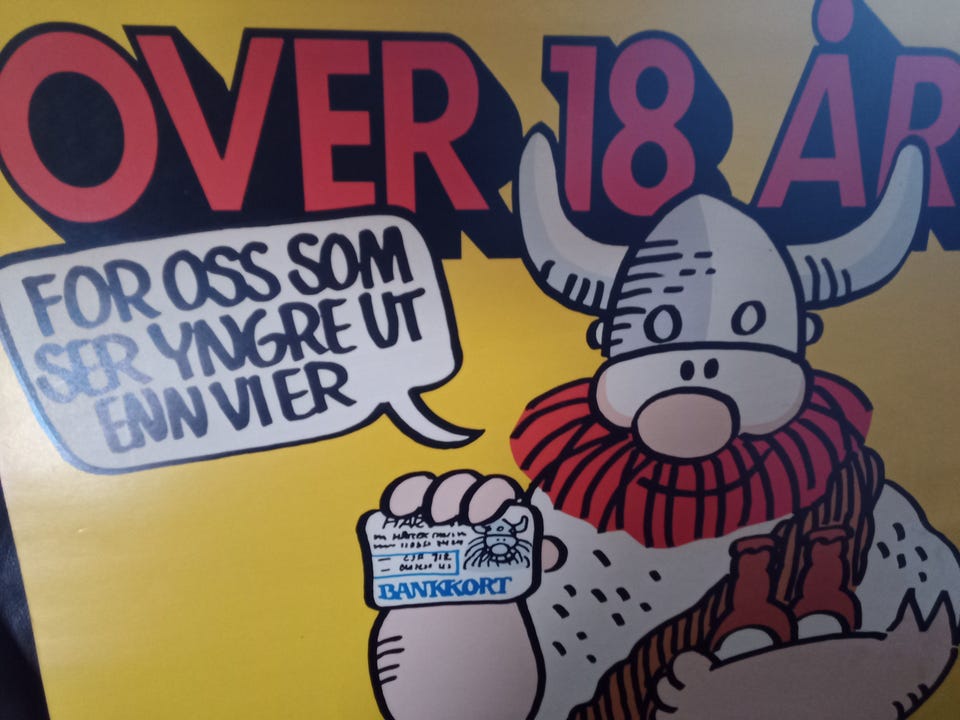 OVER 18 ÅR
FOR OSS SOM
SER YNGRE UT
ENN VI ER
BANKKORT